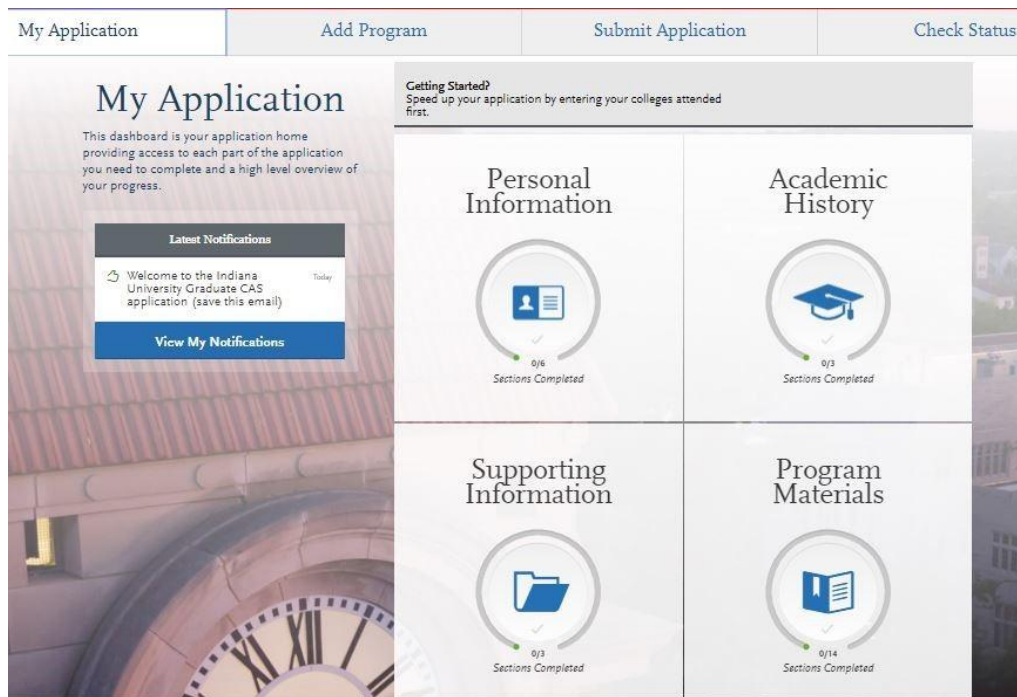 My Application
Add Program
Submit Application
Check Status
My Application
This dashboard is your application home
providing access to each part of the application
you need to complete and a high level overview of
your progress.
Latest Notifications
Welcome to the Indiana
University Graduate CAS
application (save this email)
Today
View My Notifications
Getting Started?
Speed up your application by entering your colleges attended
first.
Personal
Information
0/6
Sections Completed
Academic
History
0/3
Sections Completed
Supporting
Information
0/3
Sections Completed
Program
Materials
0/14
Sections Completed
XII
I